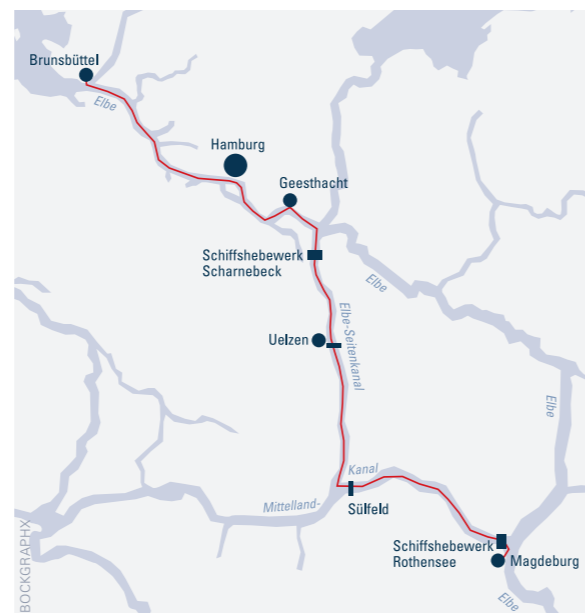 Brunsbüttel
Elbe
Hamburg
Geesthacht
Schiffshebewerk
Scharnebeck
Elbe
Elbe-Seitenkanal
Uelzen
Elbe
Kanal
Mittelland-
Sülfeld
Schiffshebewerk
Rothensee
Magdeburg
Elbe
BOCKGRAPHX